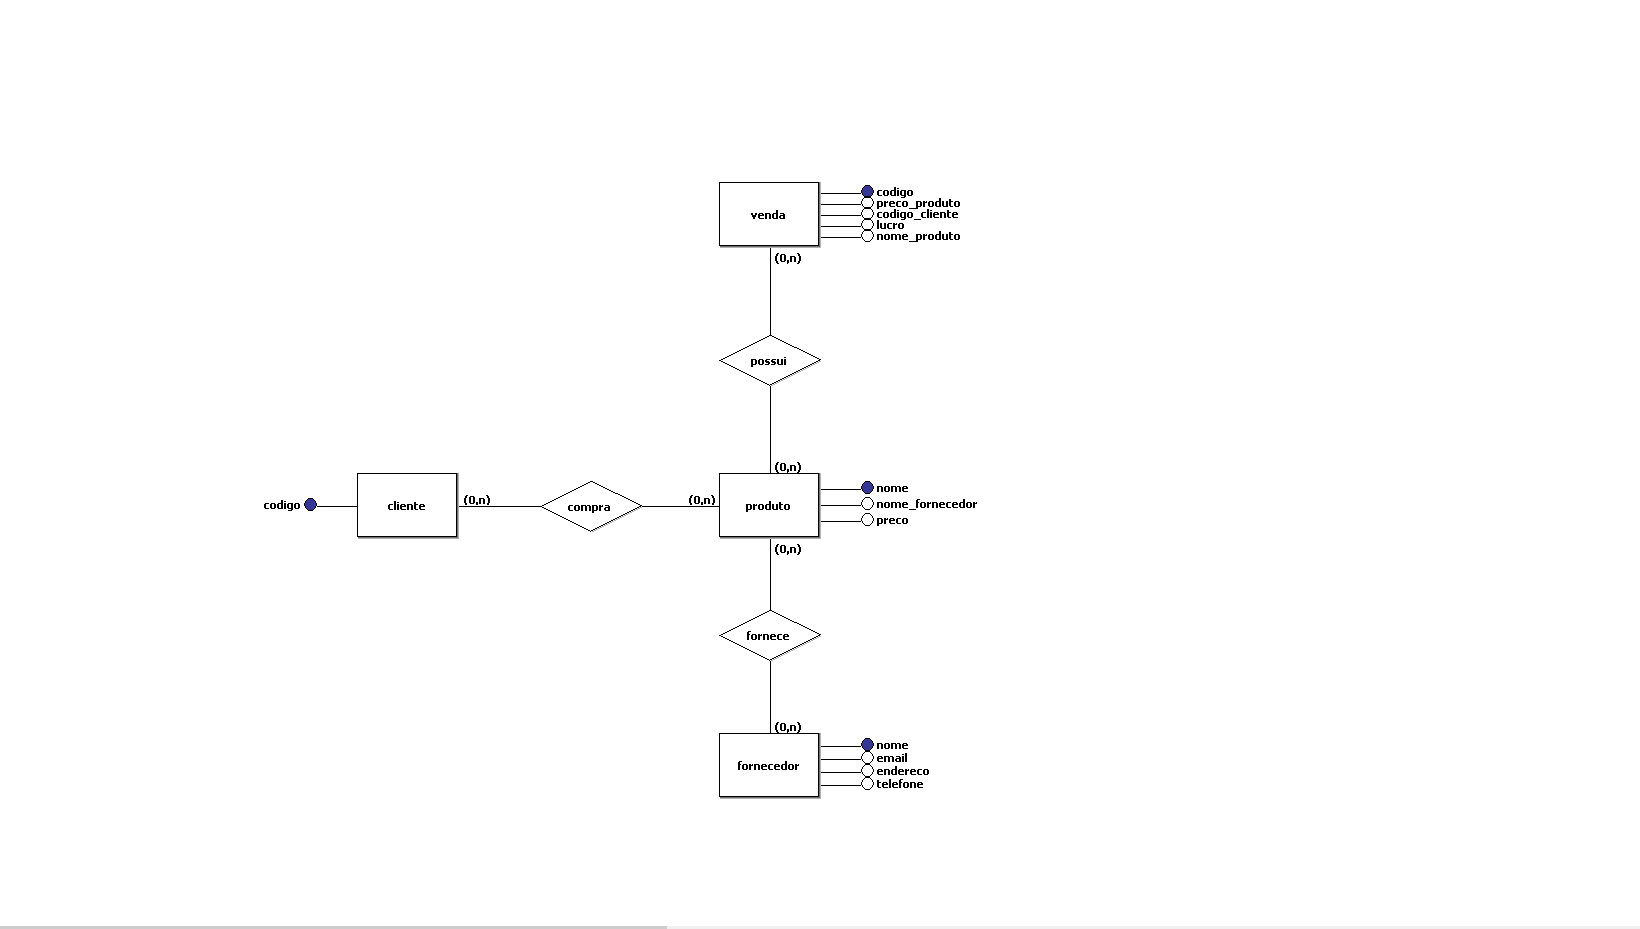 venda
codigo
preco_produto
codigo_cliente
lucro
nome_produto
(0,n)
possui
(0,n)
codigo
cliente
(0,n)
compra
(0,n)
produto
nome
nome_fornecedor
preco
(0,n)
fornece
(0,n)
fornecedor
nome
email
endereco
telefone